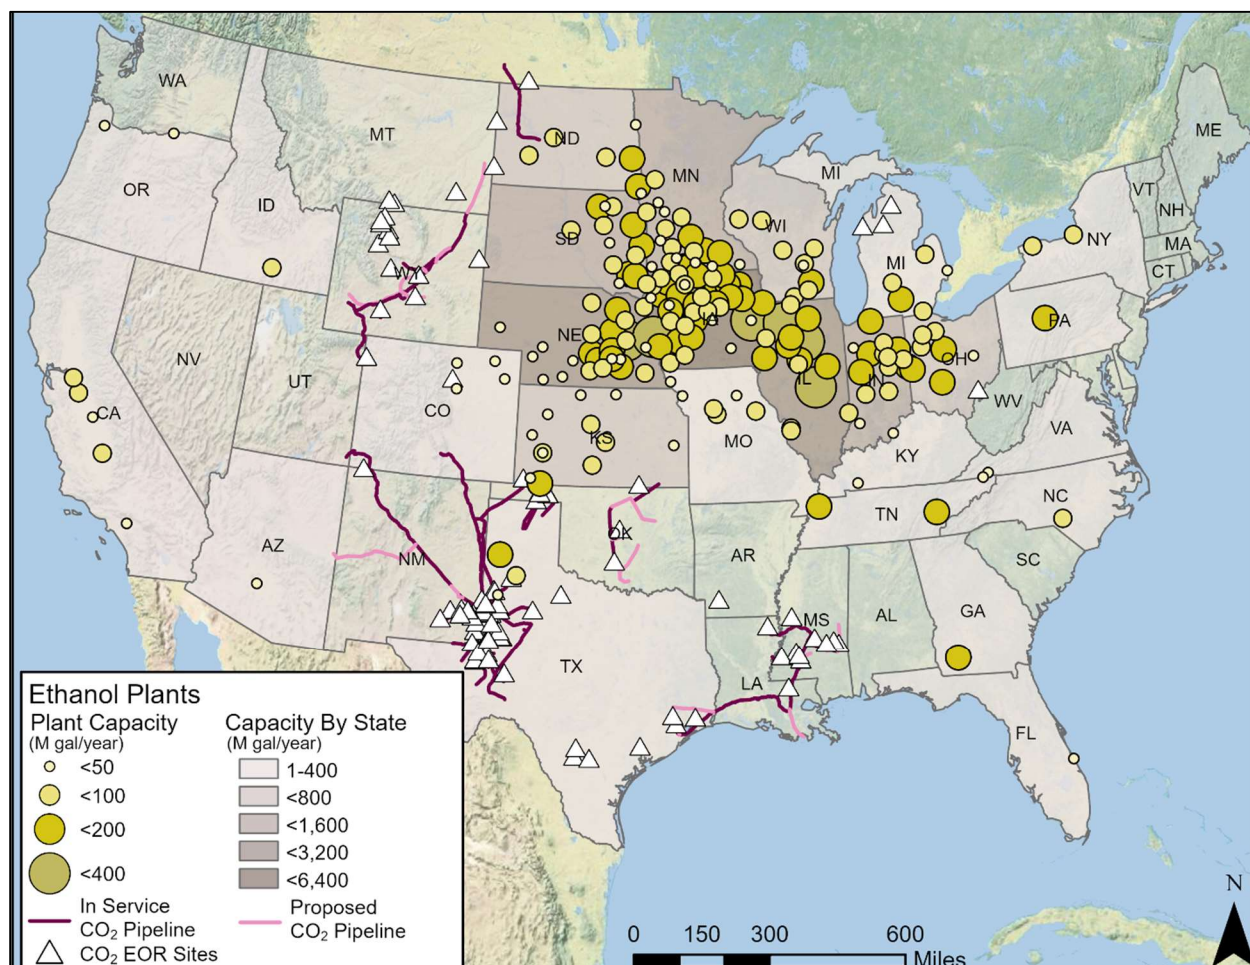 WA
MT
ND
MN
MI
ME
OR
ID
SD
WI
VT
NH
NY
MA
CT
MI
WY
IA
NE
PA
NV
UT
CO
IL
IN
OH
WV
CA
KS
MO
KY
VA
AZ
NM
OK
AR
TN
NC
SC
TX
LA
MS
AL
GA
FL
Ethanol Plants
Plant Capacity
(M gal/year)
<50
<100
<200
<400
In Service
CO2 Pipeline
CO2 EOR Sites
Capacity By State
(M gal/year)
1-400
<800
<1,600
<3,200
<6,400
Proposed
CO2 Pipeline
0 150 300 600
Miles
N